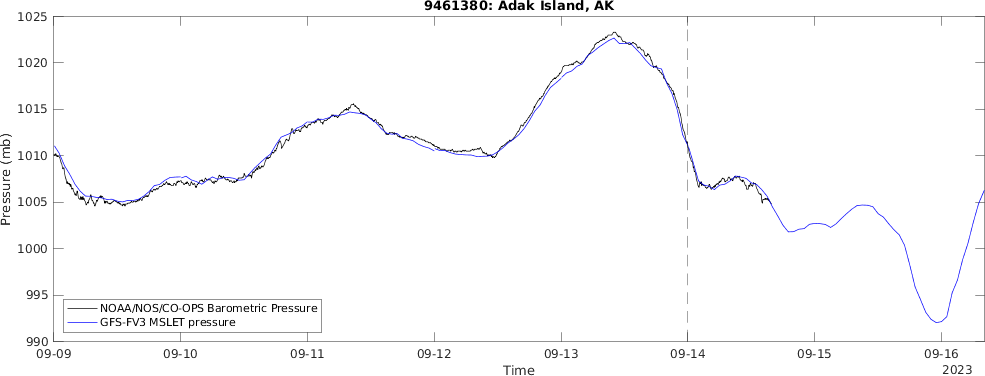 9461380: Adak Island, AK
Pressure (mb)
1025
1020
1015
1010
1005
1000
995
990
NOAA/NOS/CO-OPS Barometric Pressure
GFS-FV3 MSLET pressure
09-09 09-10 09-11 09-12 09-13 09-14 09-15 09-16
Time
2023